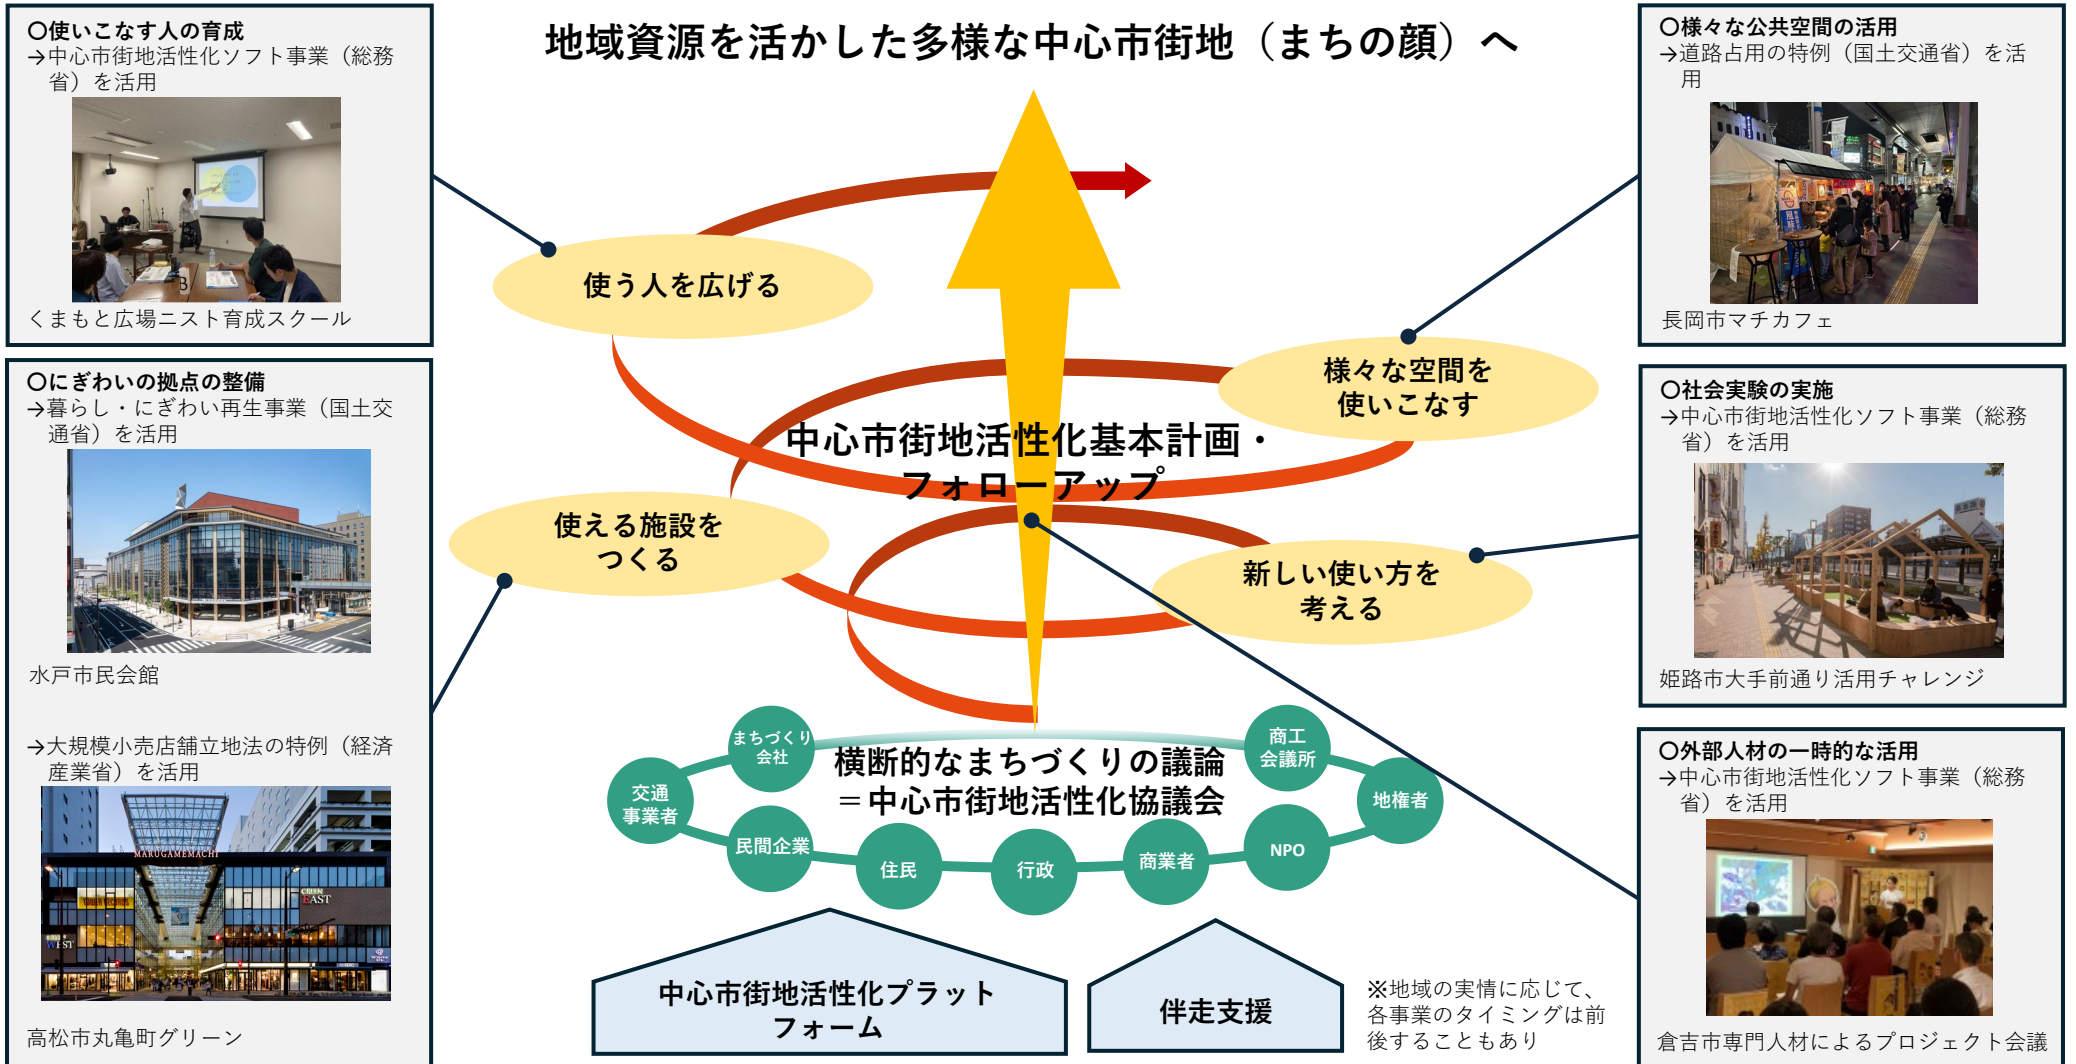 地域資源を活かした多様な中心市街地（まちの顔）へ
〇使いこなす人の育成
→中心市街地活性化ソフト事業（総務
省）を活用
くまもと広場ニスト育成スクール
〇にぎわいの拠点の整備
→暮らし・にぎわい再生事業（国土交
通省）を活用
水戸市民会館
→大規模小売店舗立地法の特例（経済
産業省）を活用
MARUGAMEMACHI
EAST
WEST
高松市丸亀町グリーン
使う人を広げる
様々な空間を
使いこなす
中心市街地活性化基本計画・
フォローアップ
使える施設を
つくる
新しい使い方を
考える
まちづくり
会社
商工
会議所
横断的なまちづくりの議論
＝中心市街地活性化協議会
交通
事業者
地権者
民間企業
住民
行政
商業者
NPO
中心市街地活性化プラット
フォーム
伴走支援
※地域の実情に応じて、
各事業のタイミングは前
後することもあり
〇様々な公共空間の活用
→道路占用の特例（国土交通省）を活
用
長岡市マチカフェ
〇社会実験の実施
→中心市街地活性化ソフト事業（総務
省）を活用
姫路市大手前通り活用チャレンジ
〇外部人材の一時的な活用
→中心市街地活性化ソフト事業（総務
省）を活用
倉吉市専門人材によるプロジェクト会議